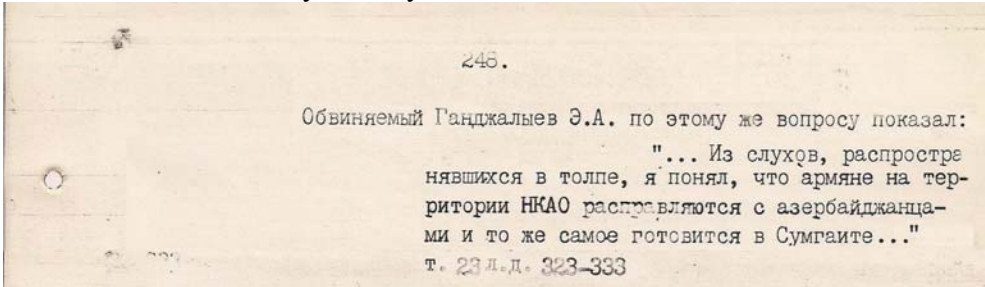 248.
Обвиняемый Ганджалыев Э.А. по этому же вопросу показал:
"... Из слухов, распростра
нявшихся в толпе, я понял, что армяне на тер-
ритории НКАО расправляются с азербайджанца-
ми и то же самое готовится в Сумгаите..."
т. 23 л.д. 323-333